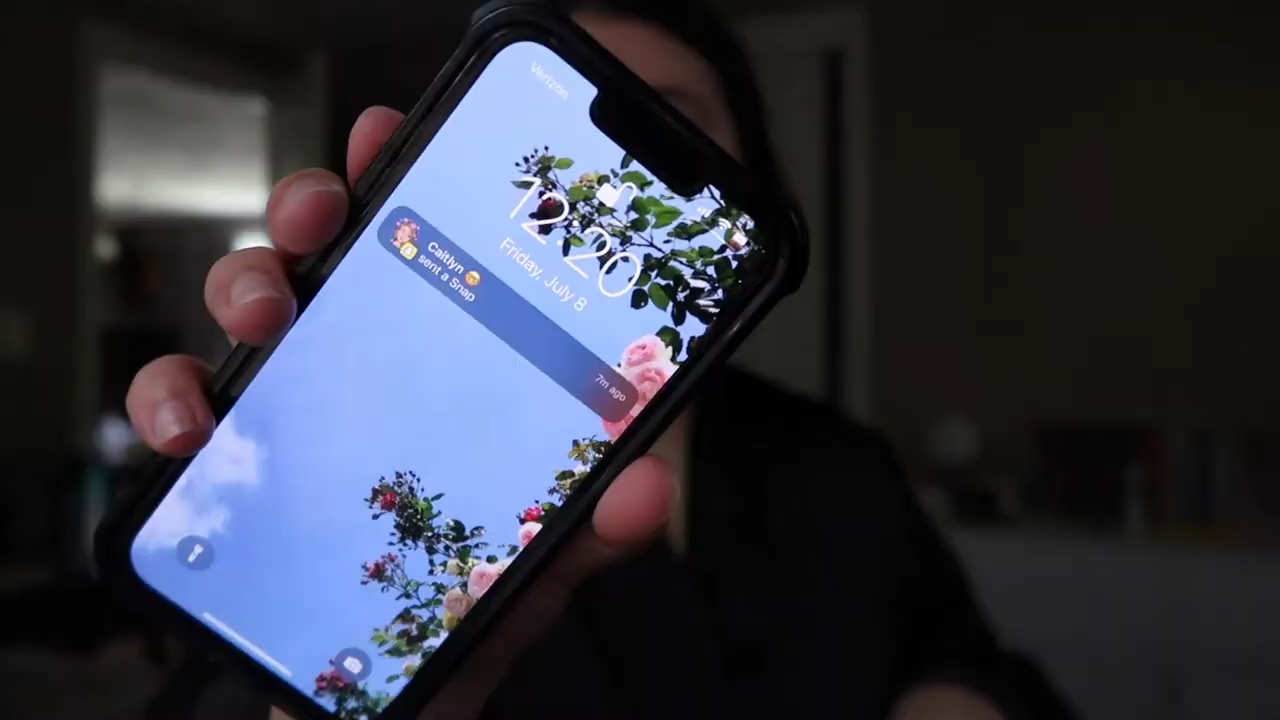 Verizon
12:20
Friday, July 8
Caitlyn 🤯
sent a Snap
7m ago